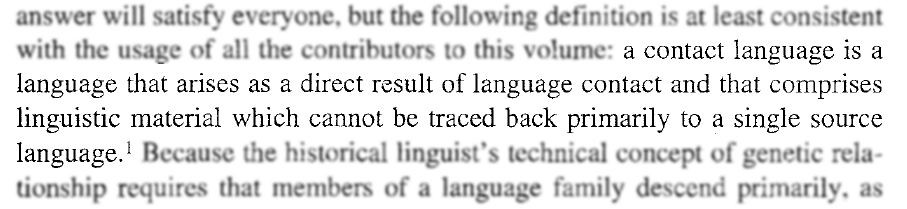 answer will satisfy everyone, but the following definition is at least consistent
with the usage of all the contributors to this volume: a contact language is a
language that arises as a direct result of language contact and that comprises
linguistic material which cannot be traced back primarily to a single source
language.¹ Because the historical linguist's technical concept of genetic rela-
tionship requires that members of a language family descend primarily, as